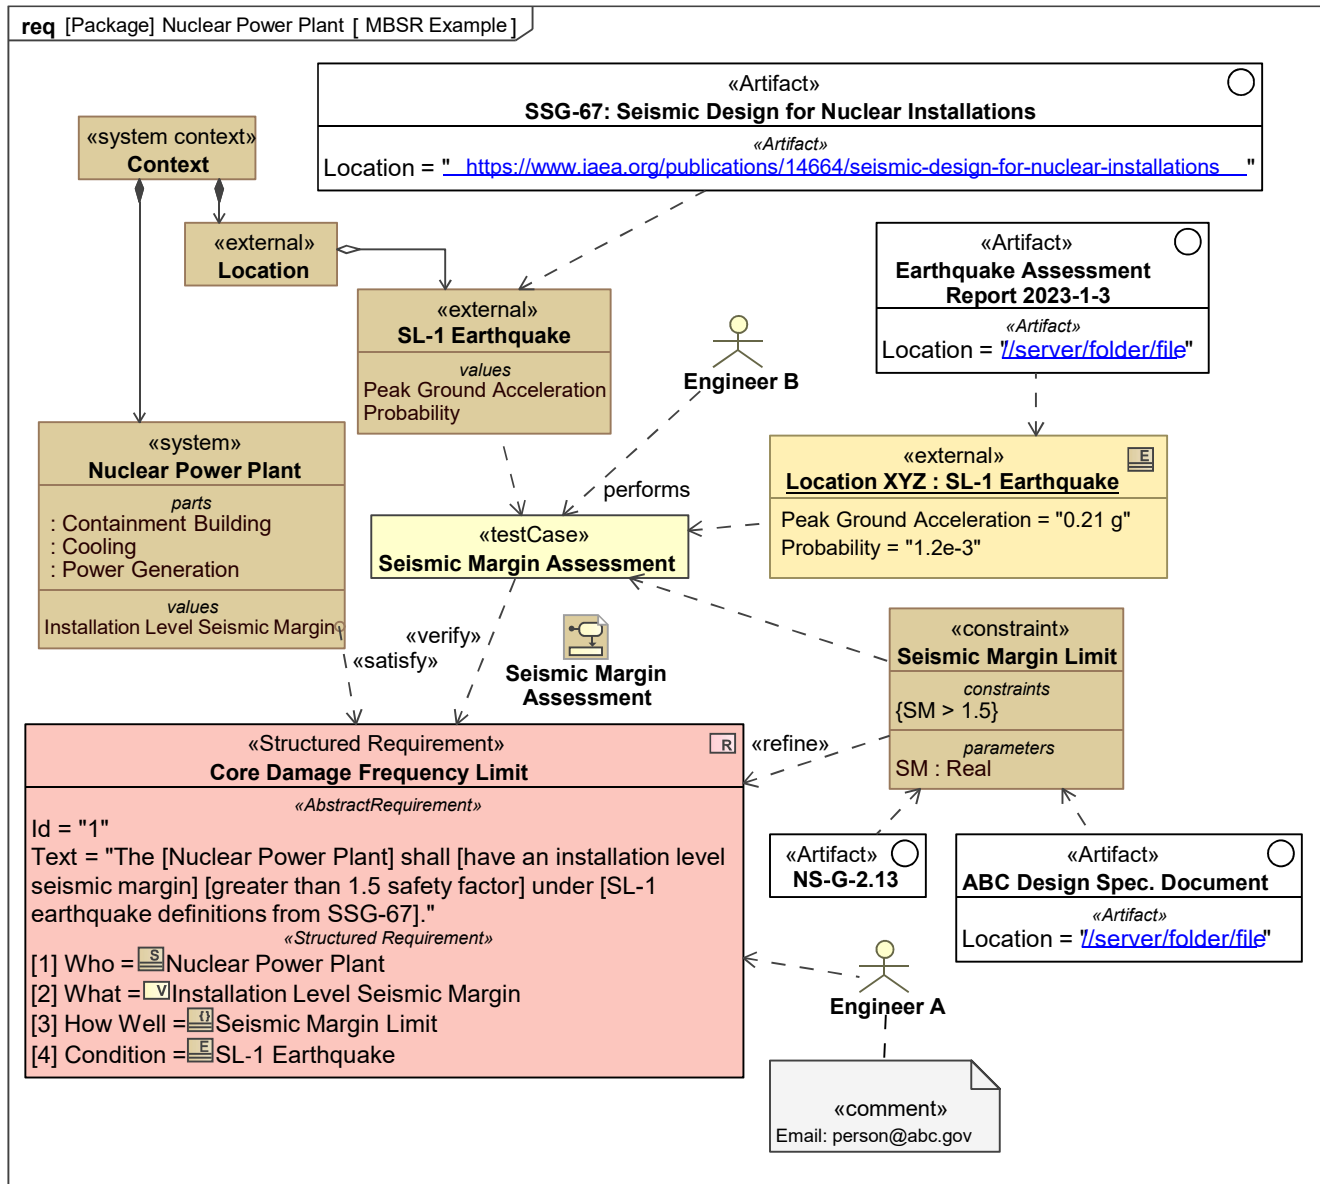 req [Package] Nuclear Power Plant [ MBSR Example ]
«Artifact»
SSG-67: Seismic Design for Nuclear Installations
«Artifact»
Location = "https://www.iaea.org/publications/14664/seismic-design-for-nuclear-installations"
«system context»
Context
«external»
Location
«Artifact»
Earthquake Assessment
Report 2023-1-3
«Artifact»
Location = "//server/folder/file"
«external»
SL-1 Earthquake
values
Peak Ground Acceleration
Probability
Engineer B
performs
«system»
Nuclear Power Plant
parts
: Containment Building
: Cooling
: Power Generation
values
Installation Level Seismic Margin
«external»
E
Location XYZ : SL-1 Earthquake
Peak Ground Acceleration = "0.21 g"
Probability = "1.2e-3"
«testCase»
Seismic Margin Assessment
«verify»
«satisfy»
Seismic Margin
Assessment
«constraint»
Seismic Margin Limit
constraints
{SM > 1.5}
parameters
SM : Real
«refine»
«Structured Requirement»
R
Core Damage Frequency Limit
«AbstractRequirement»
Id = "1"
Text = "The [Nuclear Power Plant] shall [have an installation level
seismic margin] [greater than 1.5 safety factor] under [SL-1
earthquake definitions from SSG-67]."
«Structured Requirement»
[1] Who = S Nuclear Power Plant
[2] What = V Installation Level Seismic Margin
[3] How Well = {} Seismic Margin Limit
[4] Condition = E SL-1 Earthquake
«Artifact»
NS-G-2.13
«Artifact»
ABC Design Spec. Document
«Artifact»
Location = "//server/folder/file"
Engineer A
«comment»
Email: person@abc.gov